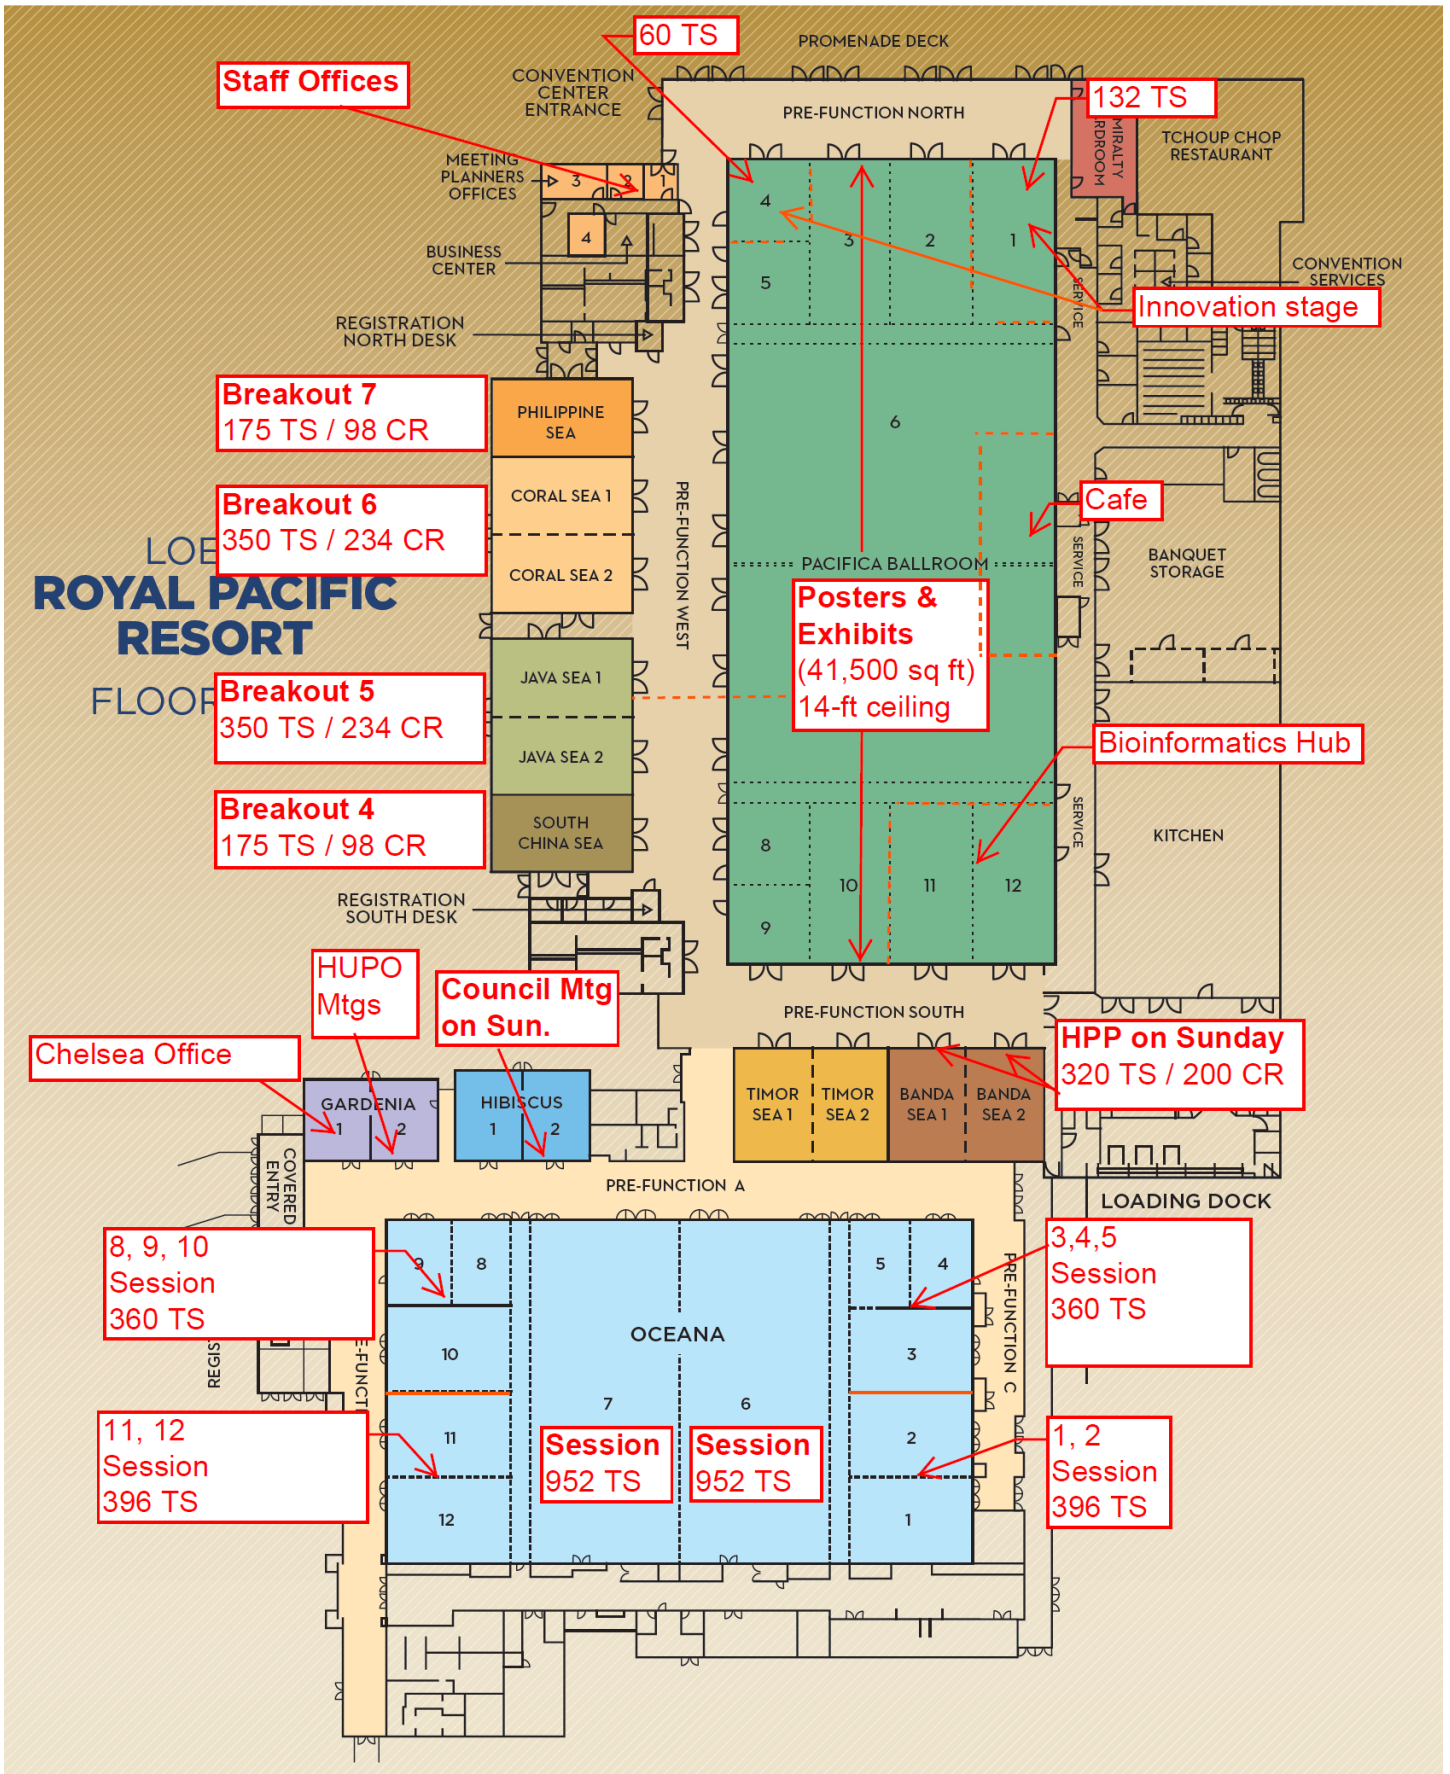 60 TS
PROMENADE DECK
Staff Offices
CONVENTION
CENTER
ENTRANCE
132 TS
PRE-FUNCTION NORTH
TCHOUP CHOP
RESTAURANT
MEETING
PLANNERS
OFFICES
3
2
1
4
3
2
1
4
5
BUSINESS
CENTER
CONVENTION
SERVICES
SERVICE
Innovation stage
REGISTRATION
NORTH DESK
Breakout 7
175 TS / 98 CR
PHILIPPINE
SEA
6
Breakout 6
350 TS / 234 CR
CORAL SEA 1
CORAL SEA 2
PRE-FUNCTION WEST
Cafe
SERVICE
BANQUET
STORAGE
PACIFICA BALLROOM
ROYAL PACIFIC
RESORT
Posters &
Exhibits
(41,500 sq ft)
14-ft ceiling
Breakout 5
350 TS / 234 CR
JAVA SEA 1
JAVA SEA 2
Bioinformatics Hub
Breakout 4
175 TS / 98 CR
SOUTH
CHINA SEA
SERVICE
KITCHEN
8
9
10
11
12
REGISTRATION
SOUTH DESK
HUPO
Mtgs
Council Mtg
on Sun.
PRE-FUNCTION SOUTH
Chelsea Office
HPP on Sunday
320 TS / 200 CR
GARDENIA
1
2
HIBISCUS
1
2
TIMOR
SEA 1
TIMOR
SEA 2
BANDA
SEA 1
BANDA
SEA 2
COVERED
ENTRY
PRE-FUNCTION A
LOADING DOCK
8, 9, 10
Session
360 TS
9
8
5
4
3,4,5
Session
360 TS
PRE-FUNCTION C
OCEANA
10
3
7
6
11, 12
Session
396 TS
11
Session
952 TS
Session
952 TS
2
1, 2
Session
396 TS
12
1